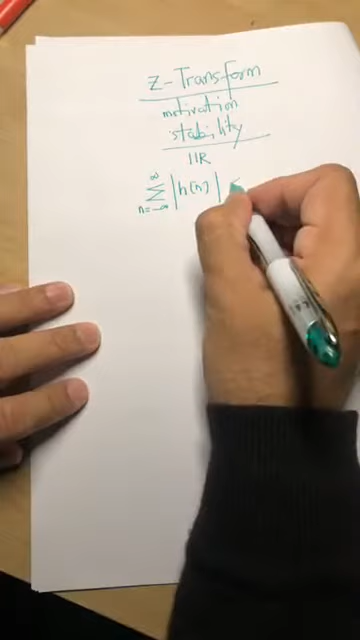 Z-Transform
motivation
stability
IIR
∞
∑ |h[n]| <
n=-∞